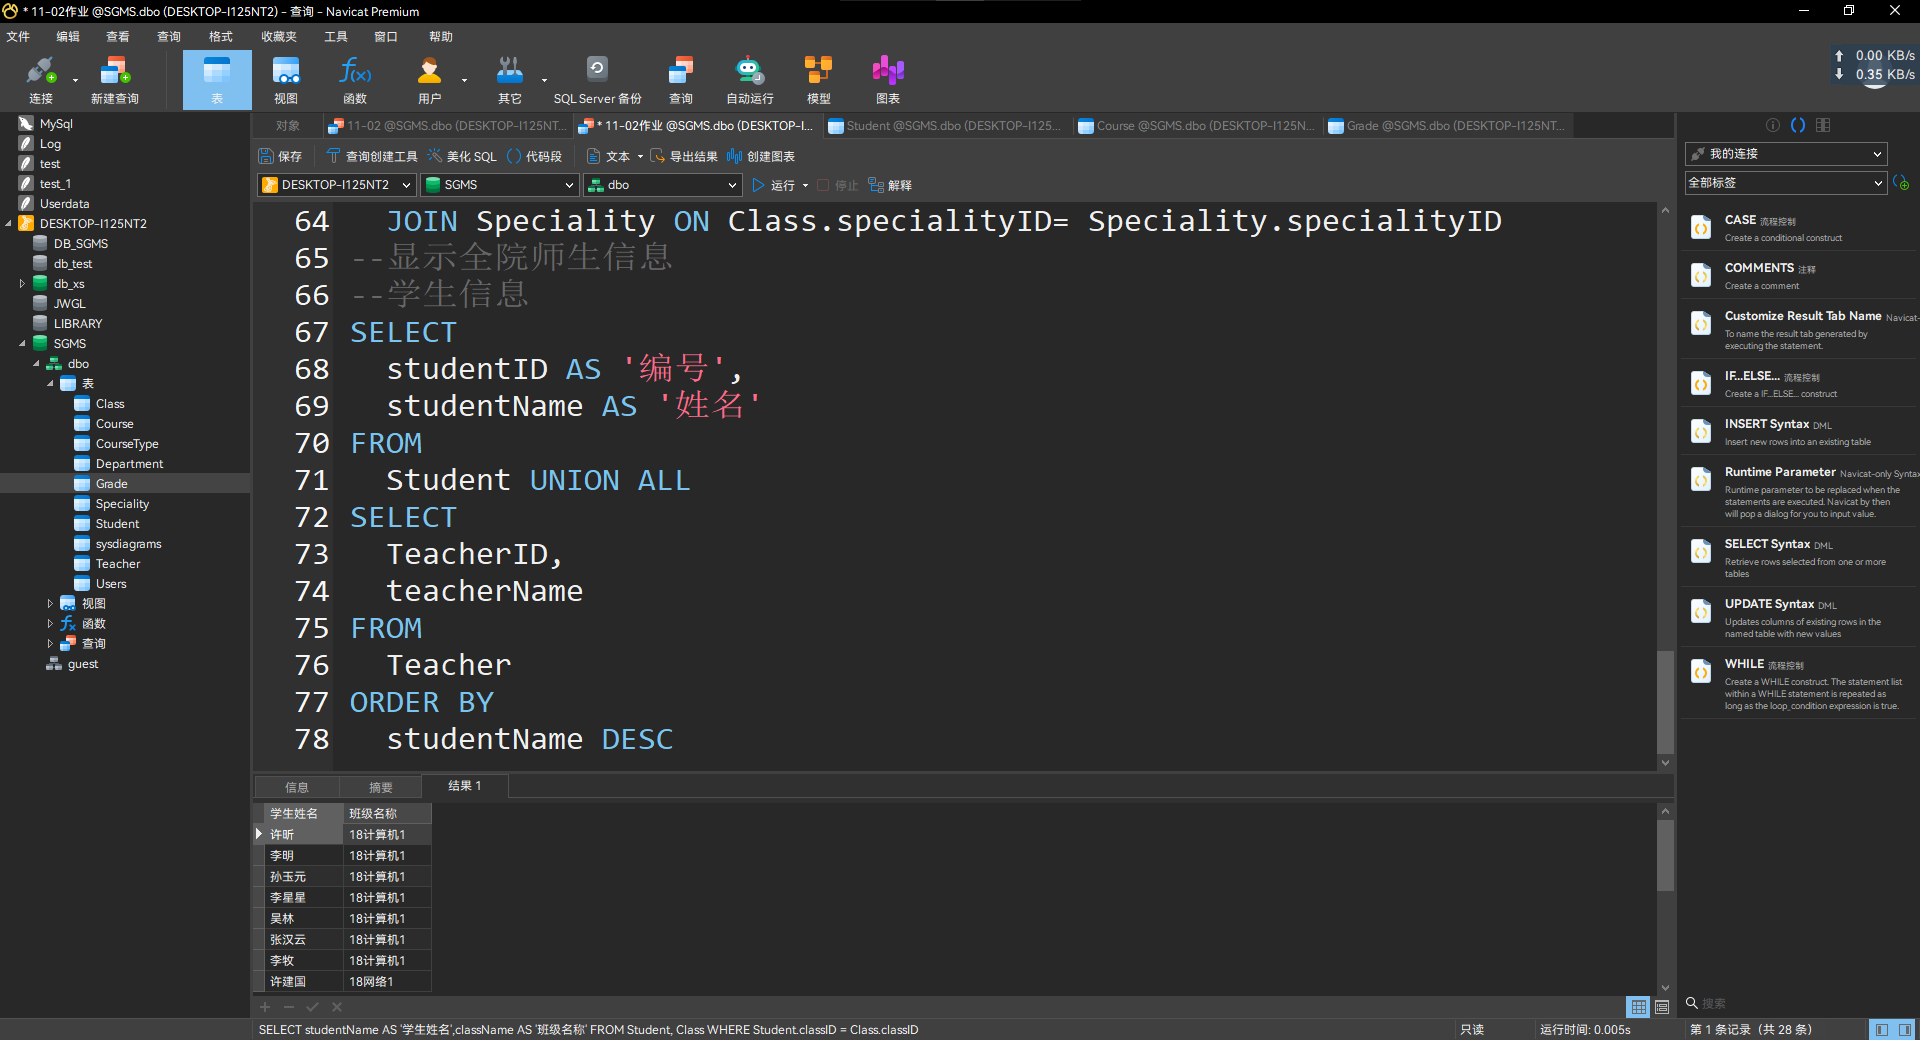 * 11-02作业 @SGMS.dbo (DESKTOP-I125NT2) - 查询 - Navicat Premium
文件 编辑 查看 查询 格式 收藏夹 工具 窗口 帮助
0.00 KB/s
0.35 KB/s
连接 新建查询 表 视图 函数 用户 其它 SQL Server 备份 查询 自动运行 模型 图表
对象 11-02 @SGMS.dbo (DESKTOP-I125NT... * 11-02作业 @SGMS.dbo (DESKTOP-I... Student @SGMS.dbo (DESKTOP-I125... Course @SGMS.dbo (DESKTOP-I125N... Grade @SGMS.dbo (DESKTOP-I125NT...
保存 查询创建工具 美化 SQL 代码段 文本 导出结果 创建图表
DESKTOP-I125NT2 SGMS dbo 运行 停止 解释
MySql
Log
test
test_1
Userdata
DESKTOP-I125NT2
DB_SGMS
db_test
db_xs
JWGL
LIBRARY
SGMS
dbo
表
Class
Course
CourseType
Department
Grade
Speciality
Student
sysdiagrams
Teacher
Users
视图
函数
查询
guest
64 JOIN Speciality ON Class.specialityID= Speciality.specialityID
65 --显示全院师生信息
66 --学生信息
67 SELECT
68 studentID AS '编号',
69 studentName AS '姓名'
70 FROM
71 Student UNION ALL
72 SELECT
73 TeacherID,
74 teacherName
75 FROM
76 Teacher
77 ORDER BY
78 studentName DESC
信息 摘要 结果 1
学生姓名 班级名称
许昕 18计算机1
李明 18计算机1
孙玉元 18计算机1
李星星 18计算机1
吴林 18计算机1
张汉云 18计算机1
李牧 18计算机1
许建国 18网络1
我的连接
全部标签
CASE 流程控制
Create a conditional construct
COMMENTS 注释
Create a comment
Customize Result Tab Name Navicat-
To name the result tab generated by
executing the statement.
IF...ELSE... 流程控制
Create a IF...ELSE... construct
INSERT Syntax DML
Insert new rows into an existing table
Runtime Parameter Navicat-only Syntax
Runtime parameter to be replaced when the
statements are executed. Navicat by then
will pop a dialog for you to input value.
SELECT Syntax DML
Retrieve rows selected from one or more
tables
UPDATE Syntax DML
Updates columns of existing rows in the
named table with new values
WHILE 流程控制
Create a WHILE construct. The statement list
within a WHILE statement is repeated as
long as the loop_condition expression is true.
搜索
SELECT studentName AS '学生姓名',className AS '班级名称' FROM Student, Class WHERE Student.classID = Class.classID 只读 运行时间: 0.005s 第 1 条记录 (共 28 条)